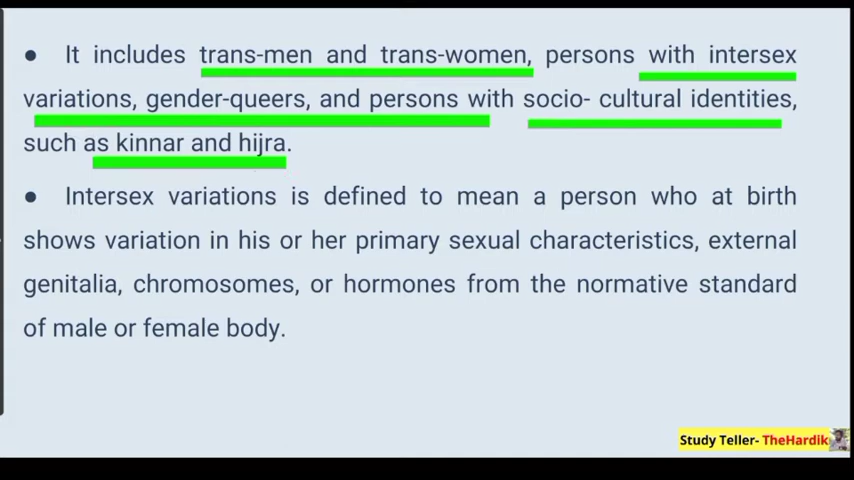 ● It includes trans-men and trans-women, persons with intersex
variations, gender-queers, and persons with socio- cultural identities,
such as kinnar and hijra.
● Intersex variations is defined to mean a person who at birth
shows variation in his or her primary sexual characteristics, external
genitalia, chromosomes, or hormones from the normative standard
of male or female body.
Study Teller- TheHardik